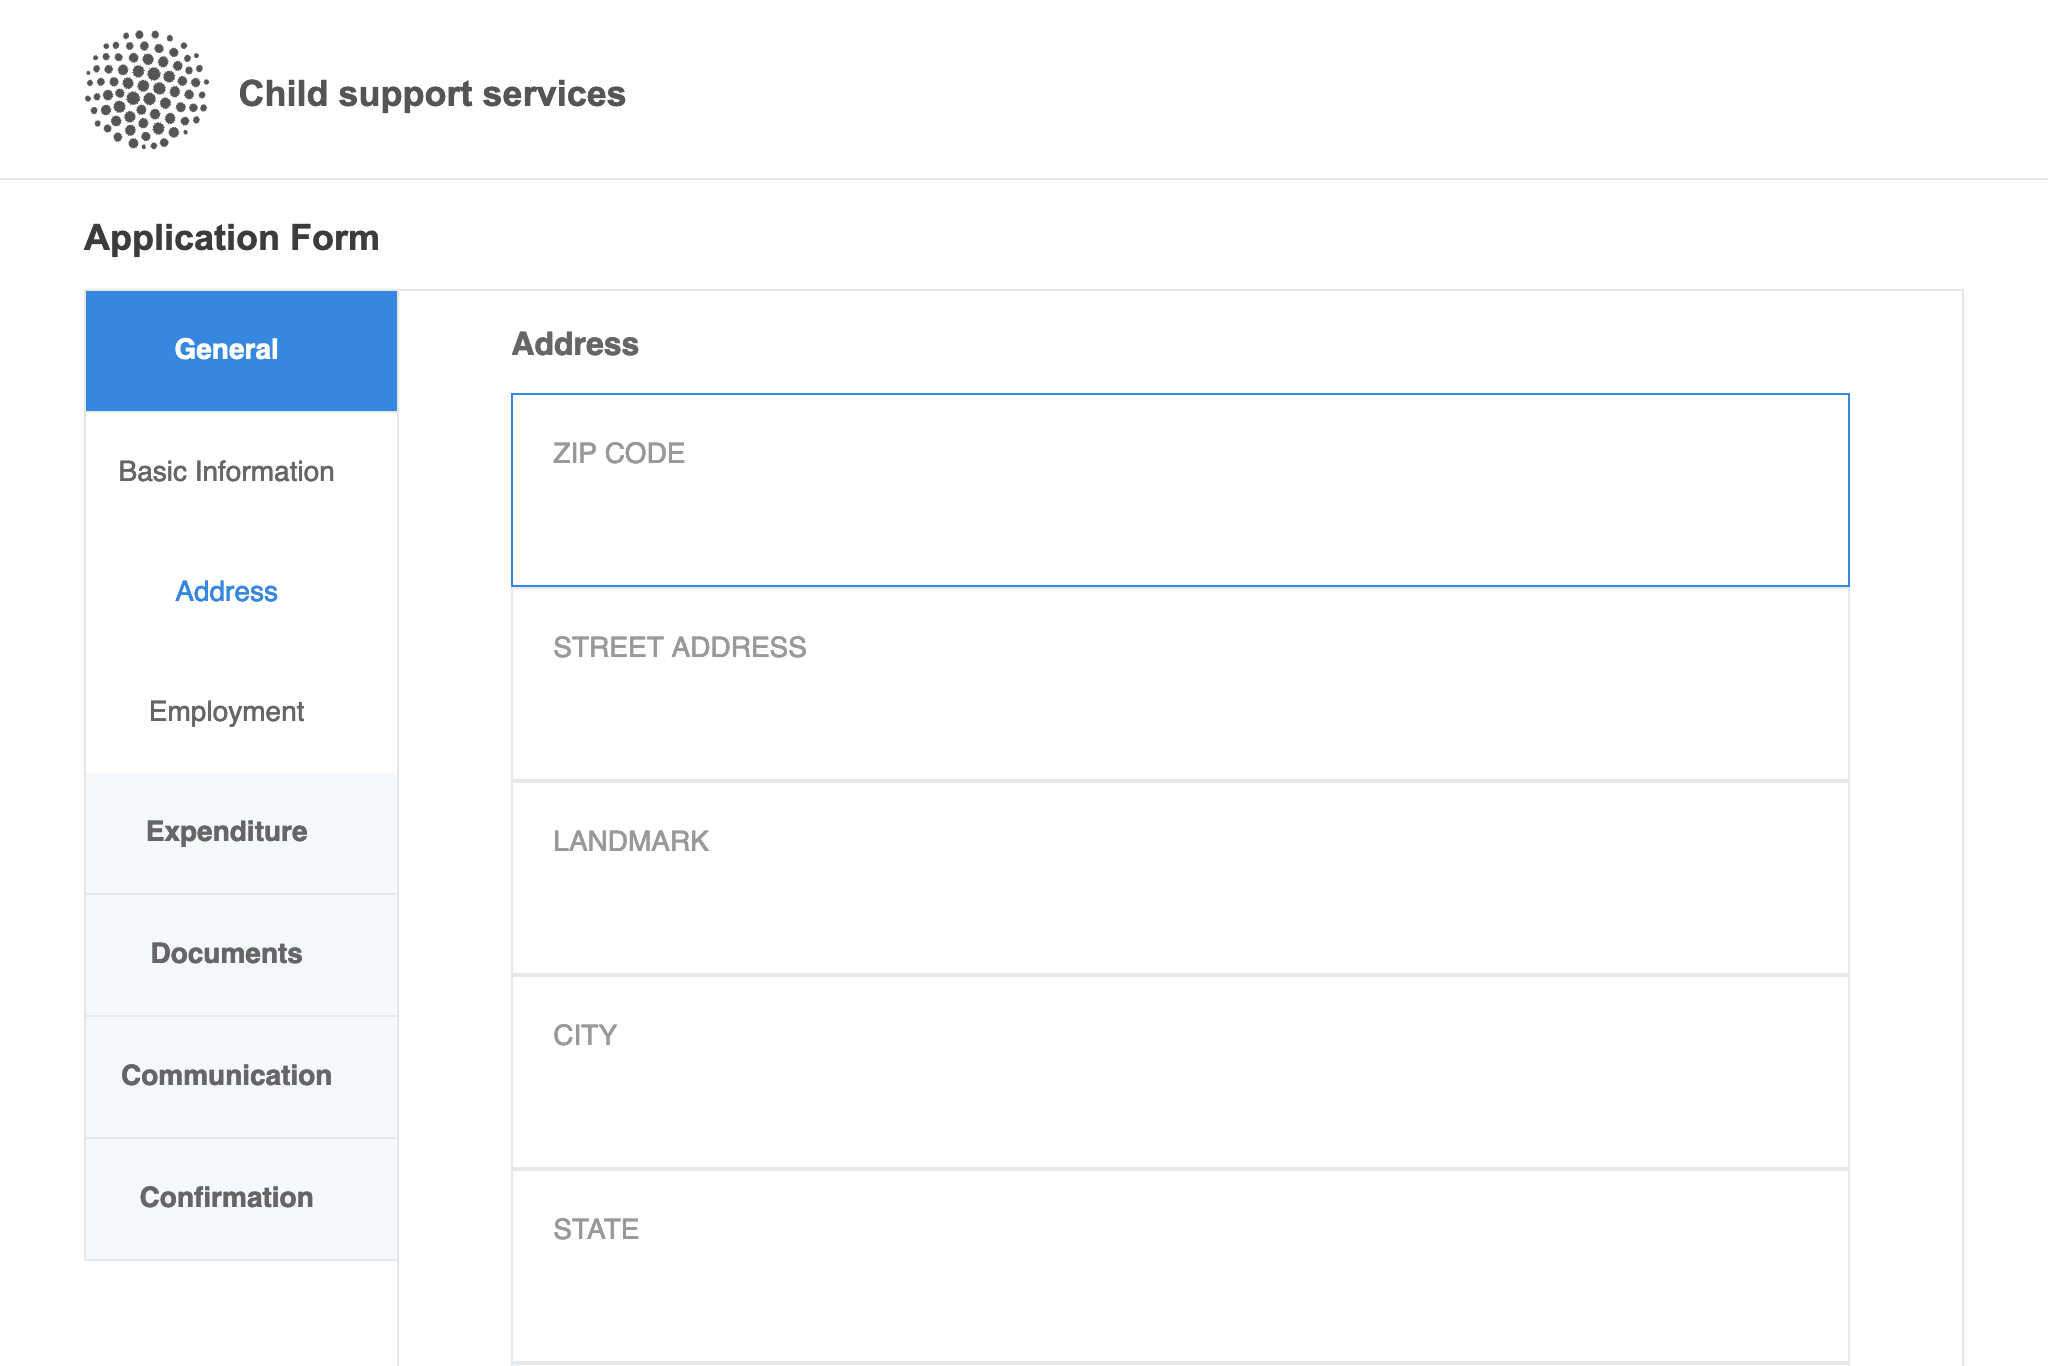 Child support services
Application Form
General
Basic Information
Address
Employment
Expenditure
Documents
Communication
Confirmation
Address
ZIP CODE
STREET ADDRESS
LANDMARK
CITY
STATE